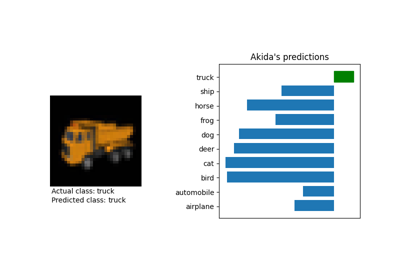 Akida's predictions
truck
ship
horse
frog
dog
deer
cat
bird
automobile
airplane
Actual class: truck
Predicted class: truck